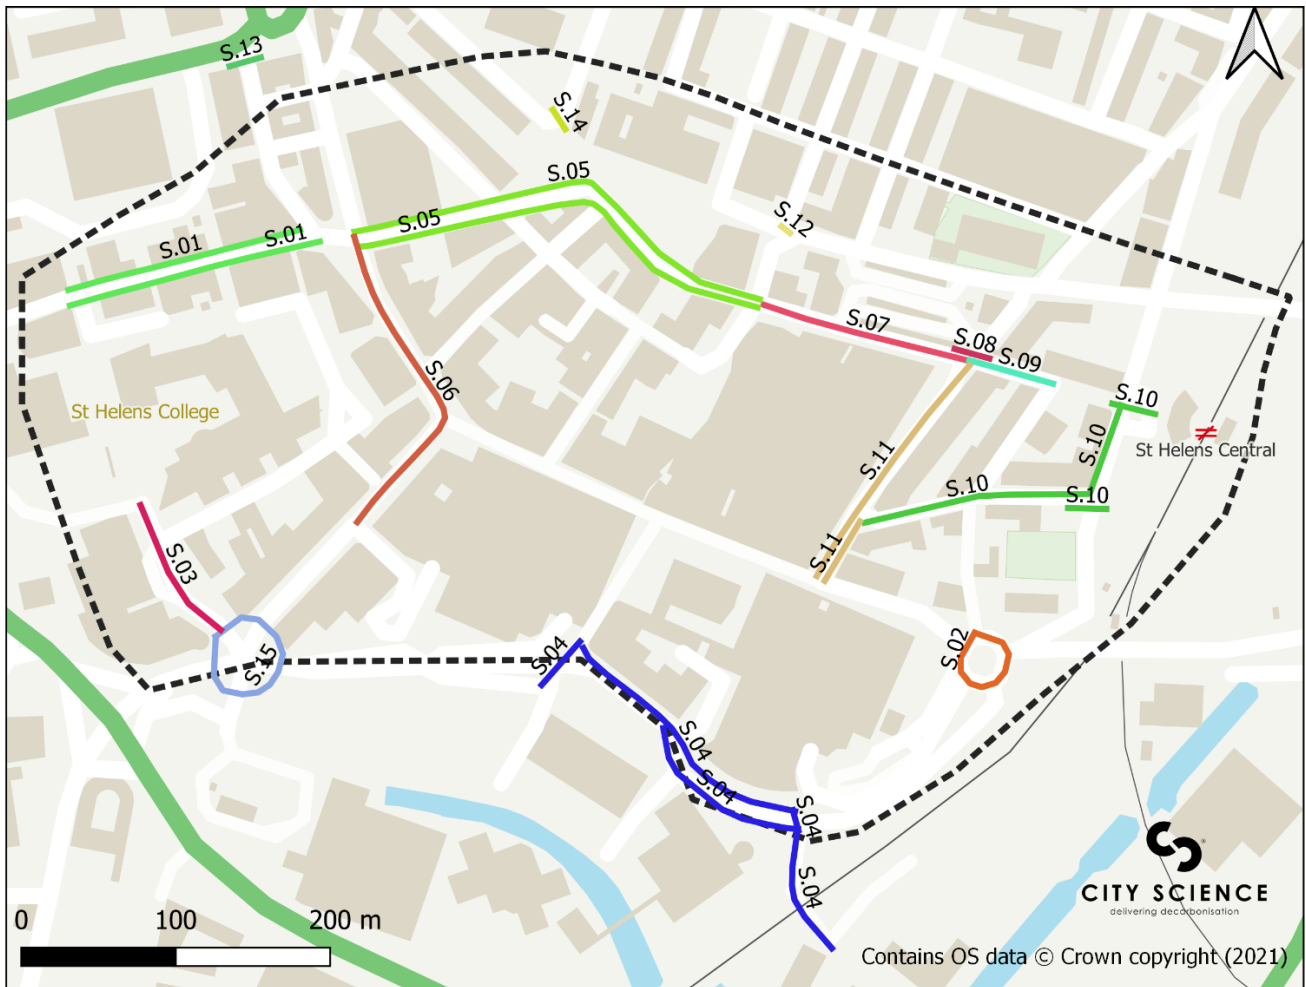 S.13
S.14
S.05
S.05
S.12
S.01
S.01
S.07
S.08
S.09
S.06
S.10
St Helens College
S.10
St Helens Central
S.11
S.10
S.10
S.11
S.03
S.02
S.15
S.04
S.04
S.04
S.04
S.04
CITY SCIENCE
delivering decarbonisation
0 100 200 m
Contains OS data © Crown copyright (2021)